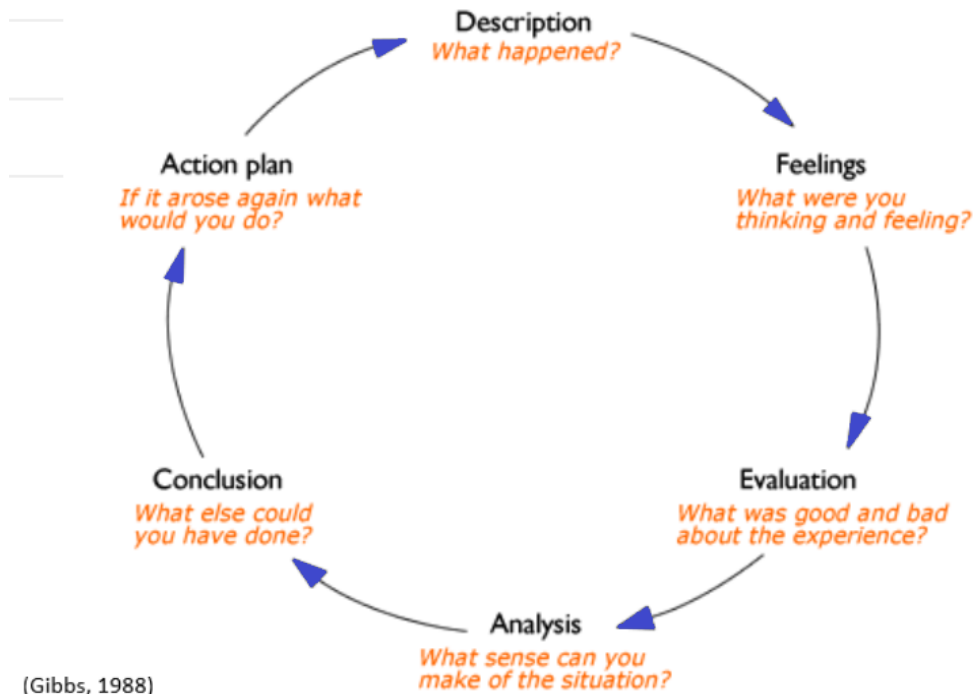 Description
What happened?
Feelings
What were you
thinking and feeling?
Evaluation
What was good and bad
about the experience?
Analysis
What sense can you
make of the situation?
Conclusion
What else could
you have done?
Action plan
If it arose again what
would you do?
(Gibbs, 1988)